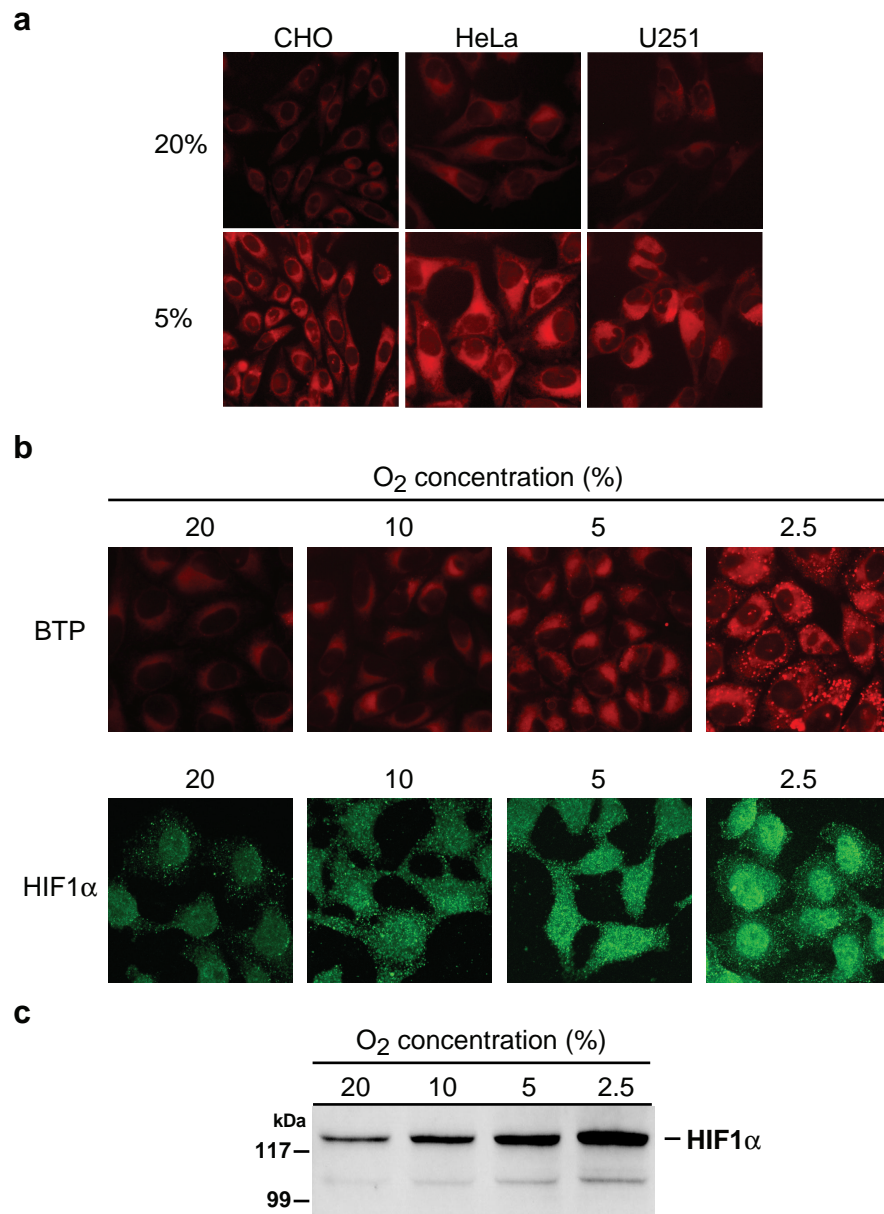 a
CHO HeLa U251
20%
5%
b
O2 concentration (%)
20 10 5 2.5
BTP
20 10 5 2.5
HIF1α
c
O2 concentration (%)
20 10 5 2.5
kDa
117
HIF1α
99